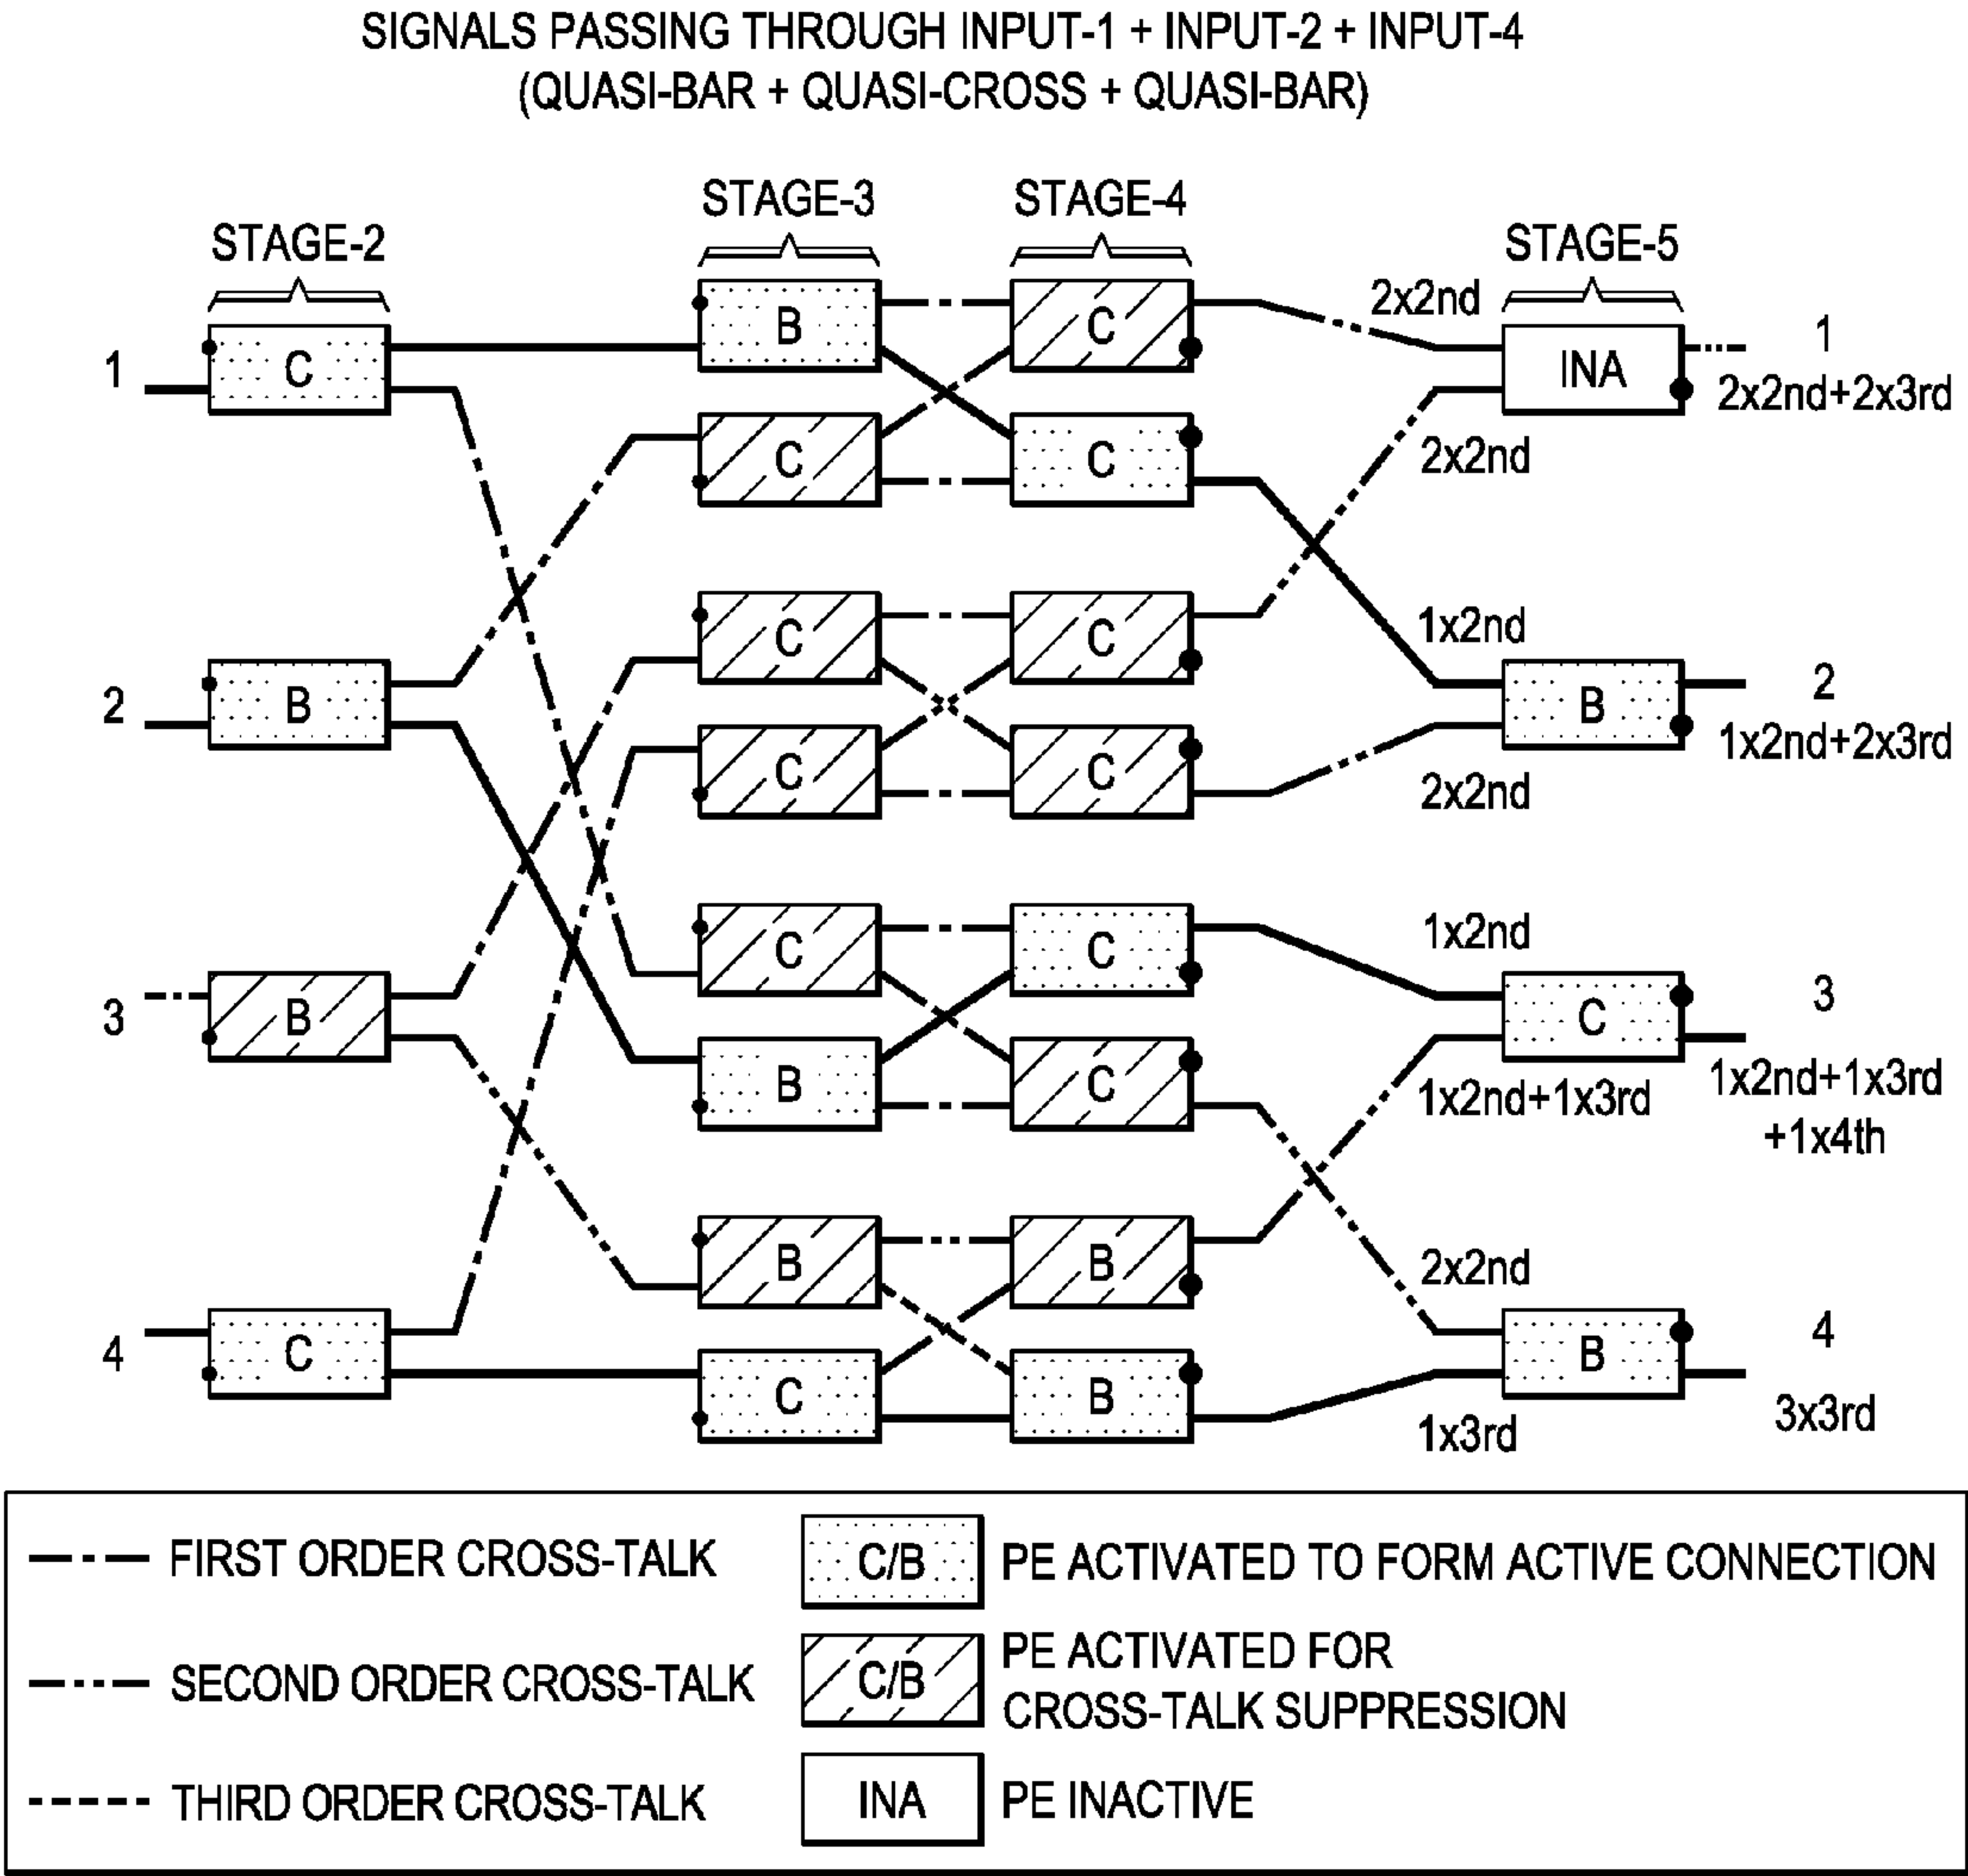 SIGNALS PASSING THROUGH INPUT-1 + INPUT-2 + INPUT-4
(QUASI-BAR + QUASI-CROSS + QUASI-BAR)
STAGE-2
STAGE-3
STAGE-4
STAGE-5
1
C
B
C
2x2nd
INA
1
2x2nd+2x3rd
C
C
2x2nd
2
B
C
C
1x2nd
B
2
1x2nd+2x3rd
C
C
2x2nd
3
B
C
C
1x2nd
C
3
1x2nd+1x3rd
+1x4th
B
C
1x2nd+1x3rd
4
C
B
B
2x2nd
B
4
3x3rd
C
B
1x3rd
FIRST ORDER CROSS-TALK
C/B
PE ACTIVATED TO FORM ACTIVE CONNECTION
SECOND ORDER CROSS-TALK
C/B
PE ACTIVATED FOR
CROSS-TALK SUPPRESSION
THIRD ORDER CROSS-TALK
INA
PE INACTIVE